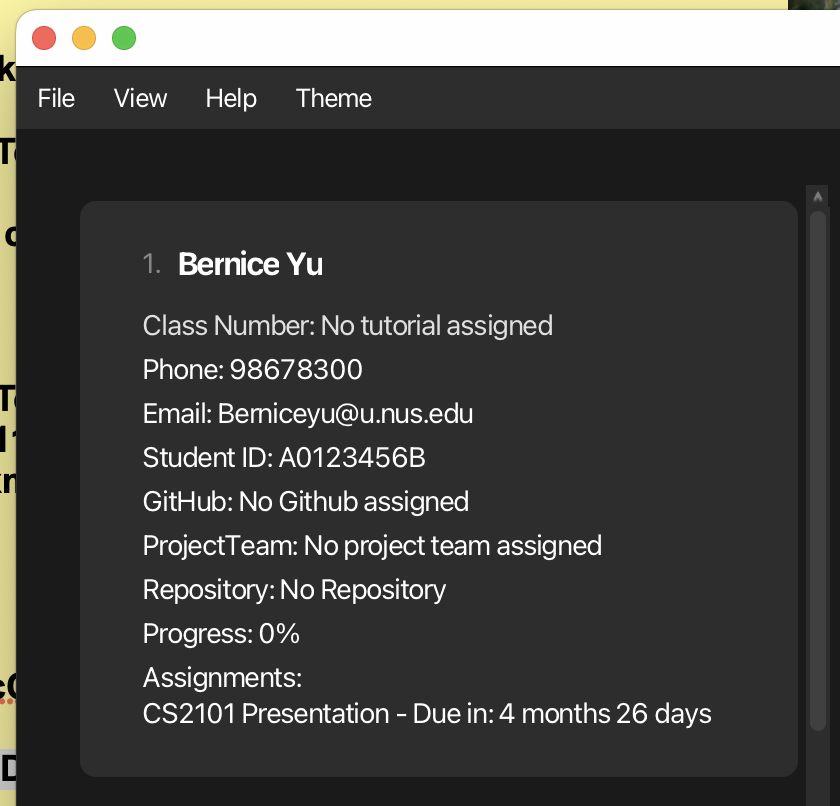 File View Help Theme
1. Bernice Yu
Class Number: No tutorial assigned
Phone: 98678300
Email: Berniceyu@u.nus.edu
Student ID: A0123456B
GitHub: No Github assigned
ProjectTeam: No project team assigned
Repository: No Repository
Progress: 0%
Assignments:
CS2101 Presentation - Due in: 4 months 26 days